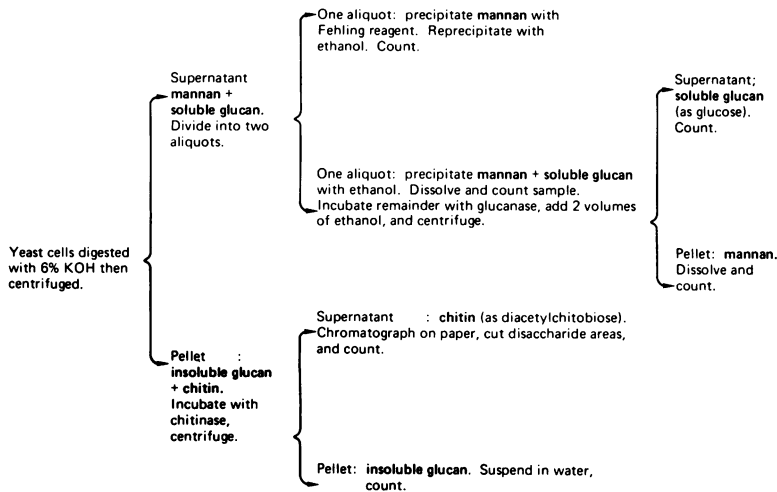 One aliquot: precipitate mannan with
Fehling reagent. Reprecipitate with
ethanol. Count.
Supernatant
mannan +
soluble glucan.
Divide into two
aliquots.
Supernatant;
soluble glucan
(as glucose).
Count.
One aliquot: precipitate mannan + soluble glucan
with ethanol. Dissolve and count sample.
Incubate remainder with glucanase, add 2 volumes
of ethanol, and centrifuge.
Yeast cells digested
with 6% KOH then
centrifuged.
Pellet: mannan.
Dissolve and
count.
Supernatant : chitin (as diacetylchitobiose).
Chromatograph on paper, cut disaccharide areas,
and count.
Pellet :
insoluble glucan
+ chitin.
Incubate with
chitinase,
centrifuge.
Pellet: insoluble glucan. Suspend in water,
count.